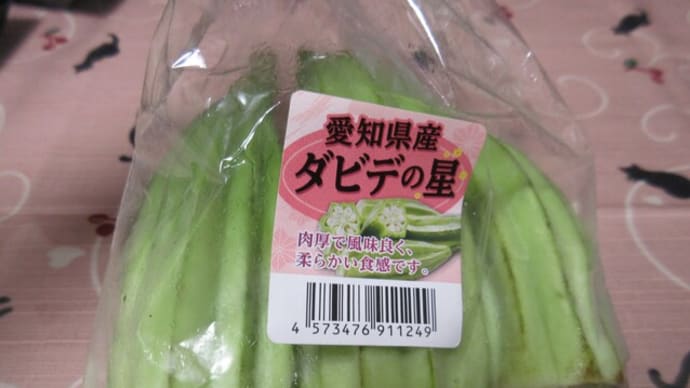 愛知県産
ダビデの星
肉厚で風味良く、
柔らかい食感です。
4 573476 911249